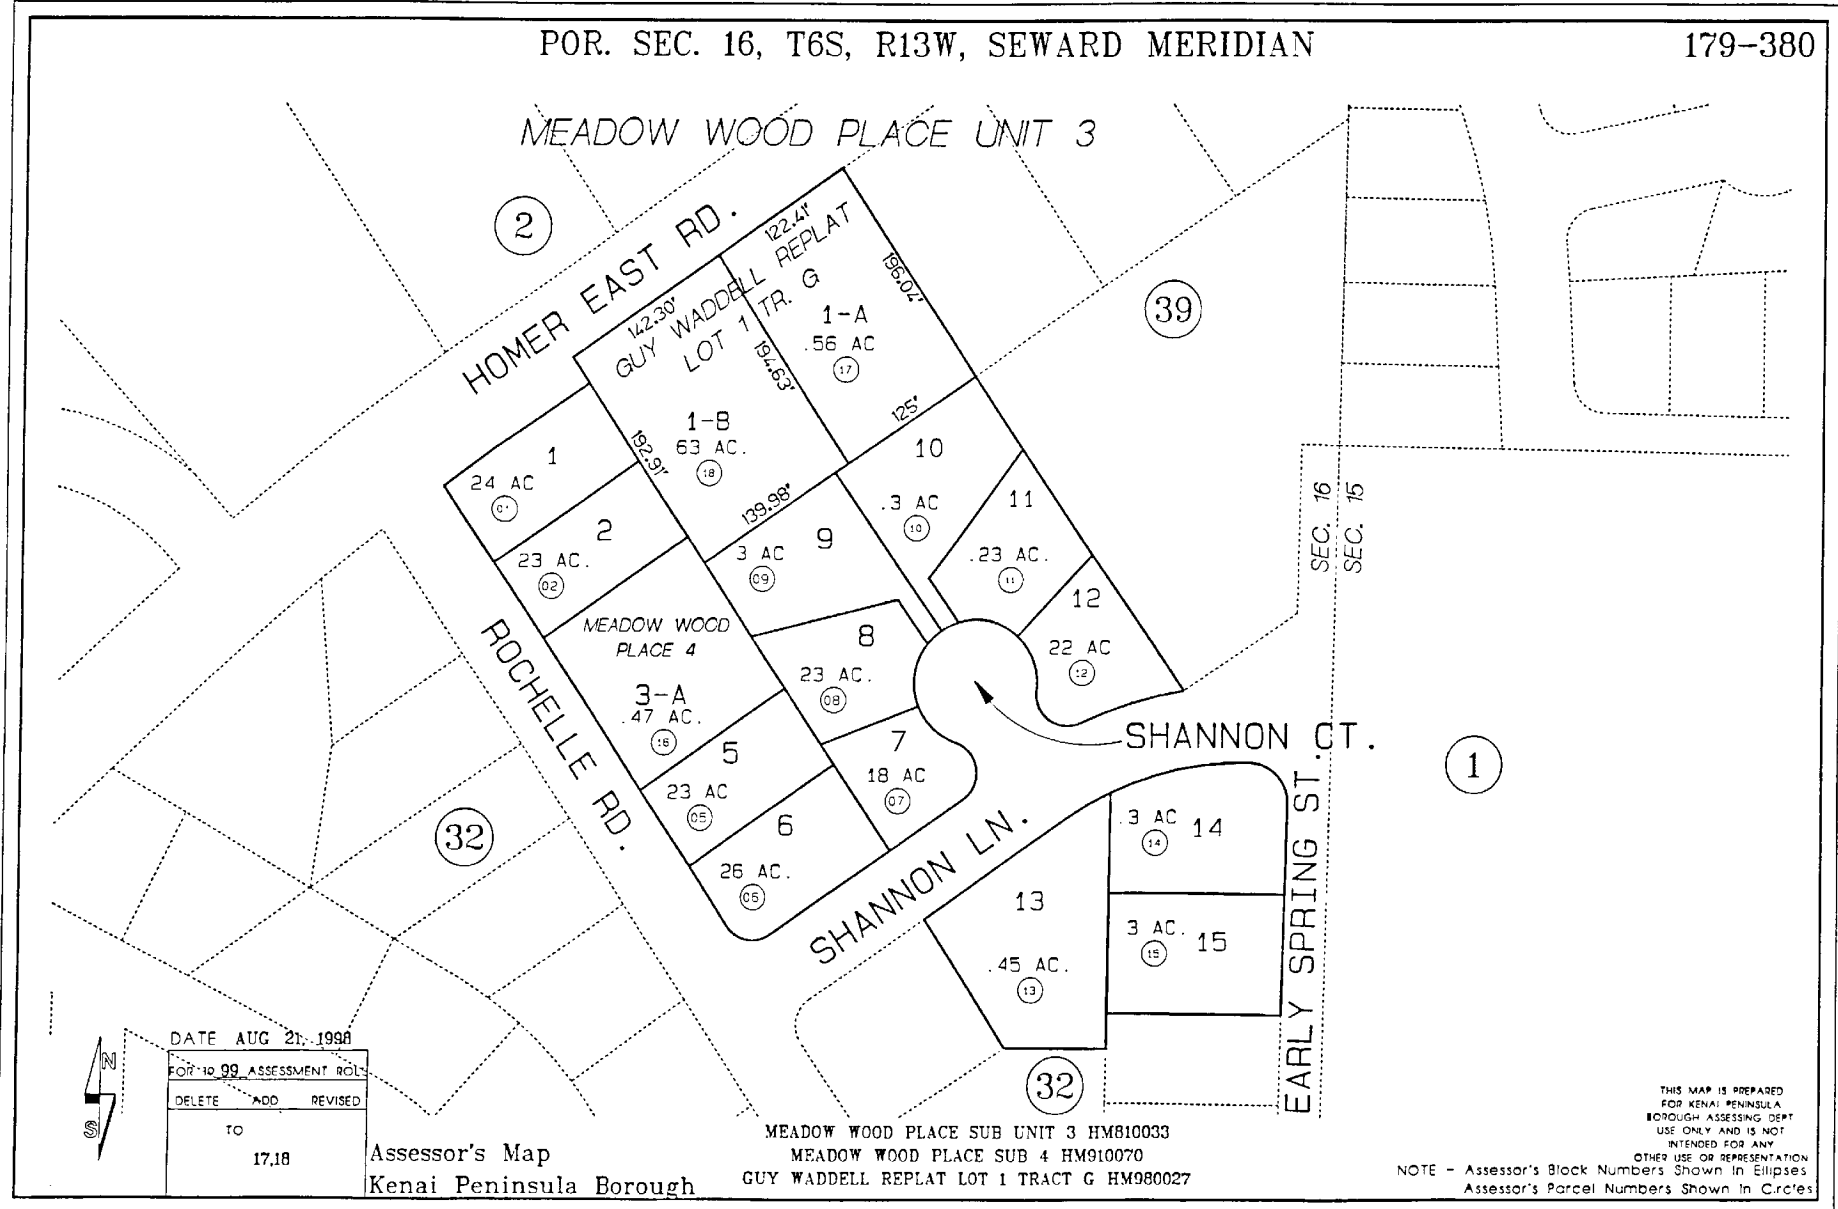 POR. SEC. 16, T6S, R13W, SEWARD MERIDIAN
179-380
MEADOW WOOD PLACE UNIT 3
2
HOMER EAST RD.
122.41'
142.30'
GUY WADDELL REPLAT
LOT 1 TR. G
196.04'
194.63'
1-A
.56 AC
17
39
125'
1-B
63 AC.
18
192.91'
139.98'
1
24 AC
01
2
23 AC.
02
10
.3 AC
10
9
3 AC
09
11
.23 AC.
11
12
22 AC
12
SEC. 16
SEC. 15
MEADOW WOOD
PLACE 4
3-A
.47 AC.
16
8
23 AC.
08
ROCHELLE RD.
5
23 AC
05
7
18 AC
07
6
26 AC.
06
SHANNON CT.
SHANNON LN.
1
32
EARLY SPRING ST.
.3 AC 14
14
13
.45 AC.
13
3 AC. 15
15
32
N
S
DATE AUG 21, 1998
FOR 19 99 ASSESSMENT ROLL
DELETE ADD REVISED
TO
17,18
Assessor's Map
Kenai Peninsula Borough
MEADOW WOOD PLACE SUB UNIT 3 HM810033
MEADOW WOOD PLACE SUB 4 HM910070
GUY WADDELL REPLAT LOT 1 TRACT G HM980027
THIS MAP IS PREPARED
FOR KENAI PENINSULA
BOROUGH ASSESSING DEPT
USE ONLY AND IS NOT
INTENDED FOR ANY
OTHER USE OR REPRESENTATION
NOTE - Assessor's Block Numbers Shown in Ellipses
Assessor's Parcel Numbers Shown in Circles